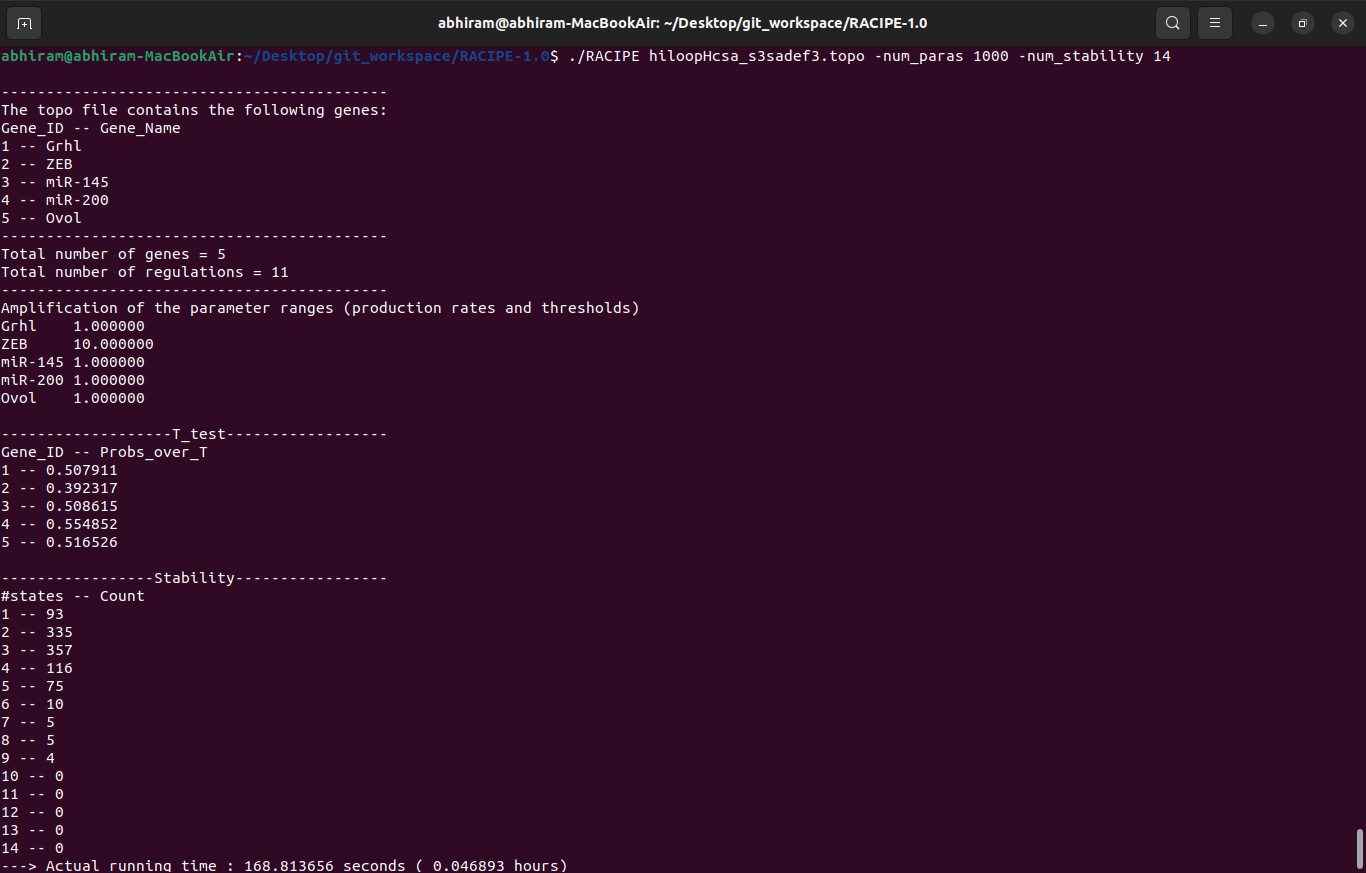 abhiram@abhiram-MacBookAir: ~/Desktop/git_workspace/RACIPE-1.0
abhiram@abhiram-MacBookAir:~/Desktop/git_workspace/RACIPE-1.0$ ./RACIPE hiloopHcsa_s3sadef3.topo -num_paras 1000 -num_stability 14
-------------------------------------------
The topo file contains the following genes:
Gene_ID -- Gene_Name
1 -- Grhl
2 -- ZEB
3 -- miR-145
4 -- miR-200
5 -- Ovol
-------------------------------------------
Total number of genes = 5
Total number of regulations = 11
-------------------------------------------
Amplification of the parameter ranges (production rates and thresholds)
Grhl    1.000000
ZEB     10.000000
miR-145 1.000000
miR-200 1.000000
Ovol    1.000000
-------------------T_test------------------
Gene_ID -- Probs_over_T
1 -- 0.507911
2 -- 0.392317
3 -- 0.508615
4 -- 0.554852
5 -- 0.516526
-----------------Stability-----------------
#states -- Count
1 -- 93
2 -- 335
3 -- 357
4 -- 116
5 -- 75
6 -- 10
7 -- 5
8 -- 5
9 -- 4
10 -- 0
11 -- 0
12 -- 0
13 -- 0
14 -- 0
---> Actual running time : 168.813656 seconds ( 0.046893 hours)